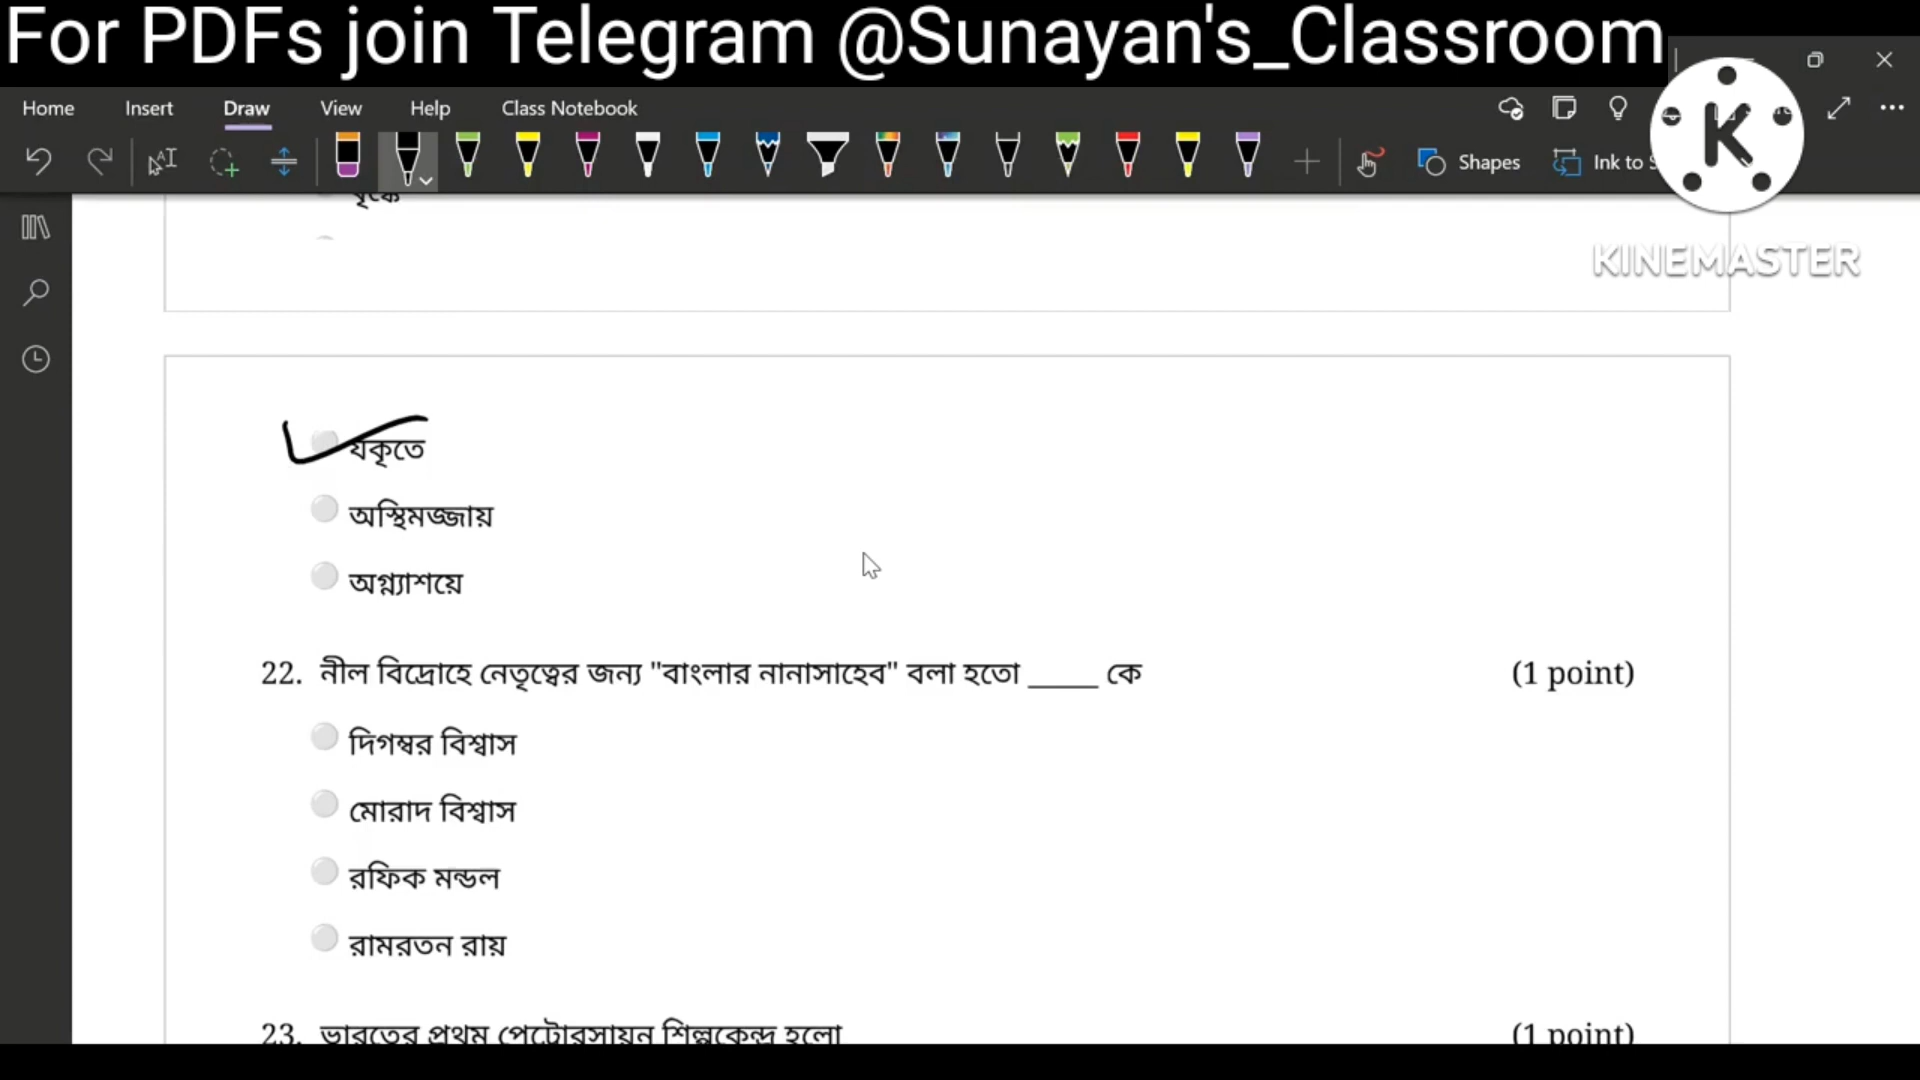 For PDFs join Telegram @Sunayan's_Classroom
Home Insert Draw View Help Class Notebook
Shapes Ink to S
K
KINEMASTER
যকৃতে
অস্থিমজ্জায়
অগ্ন্যাশয়ে
22. নীল বিদ্রোহে নেতৃত্বের জন্য "বাংলার নানাসাহেব" বলা হতো _____ কে (1 point)
দিগম্বর বিশ্বাস
মোরাদ বিশ্বাস
রফিক মন্ডল
রামরতন রায়
23. ভারতের প্রথম পেট্রোরসায়ন শিল্পকেন্দ্র হলো (1 point)